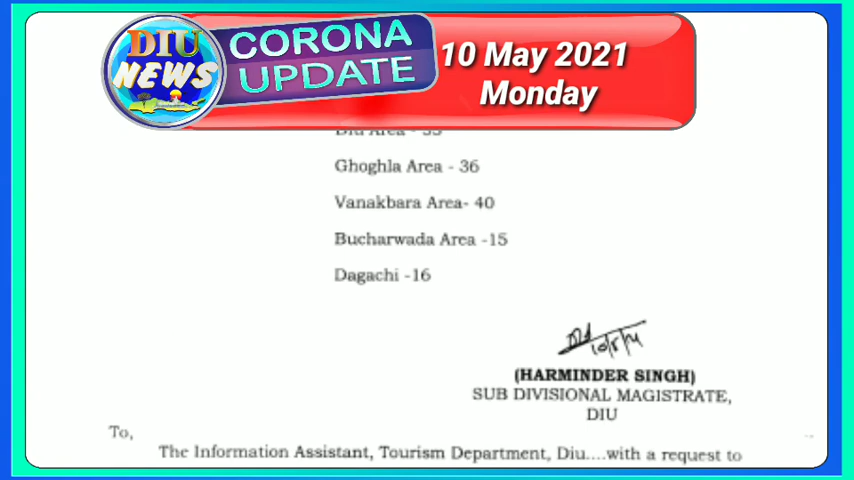 DIU
NEWS
CORONA
UPDATE
10 May 2021
Monday
Ghoghla Area - 36
Vanakbara Area- 40
Bucharwada Area -15
Dagachi -16
(HARMINDER SINGH)
SUB DIVISIONAL MAGISTRATE,
DIU
To,
The Information Assistant, Tourism Department, Diu....with a request to